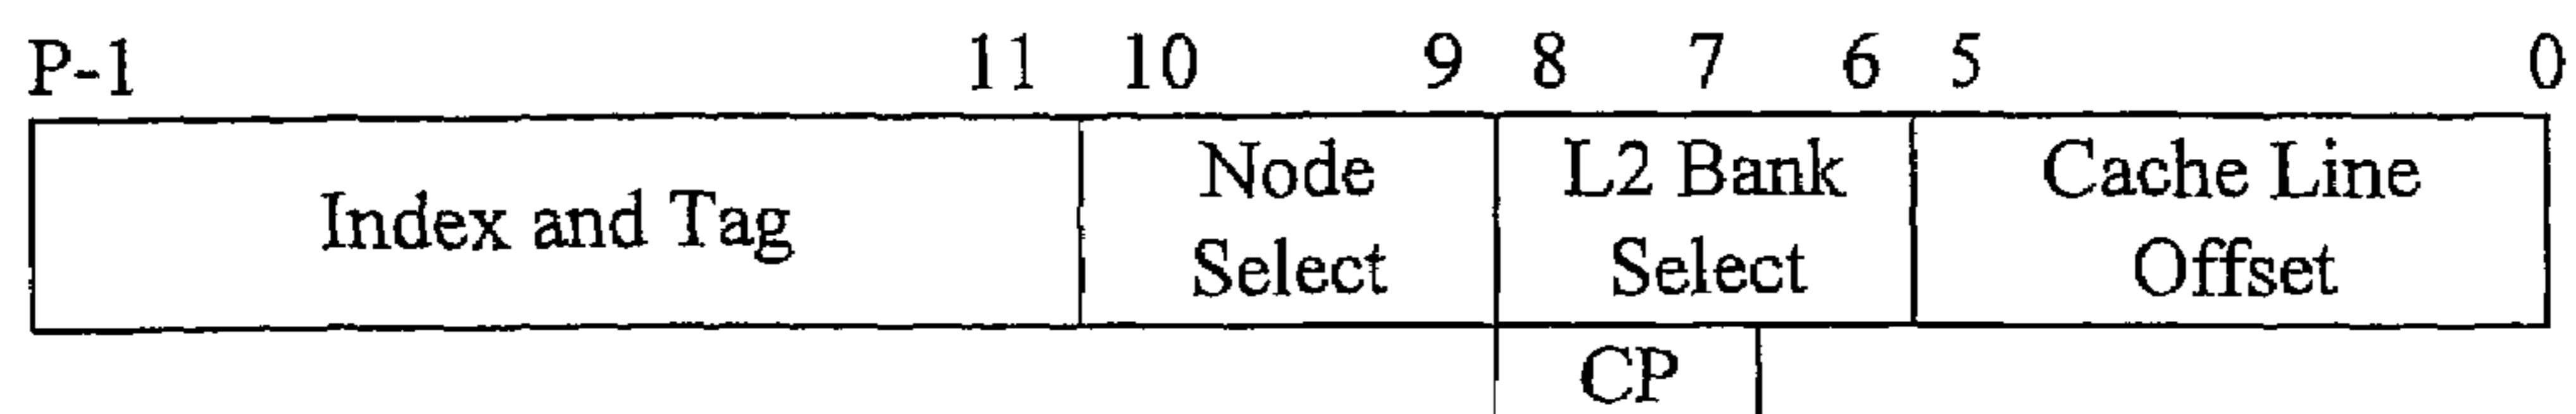 P-1 11 10 9 8 7 6 5 0
Index and Tag
Node
Select
L2 Bank
Select
Cache Line
Offset
CP